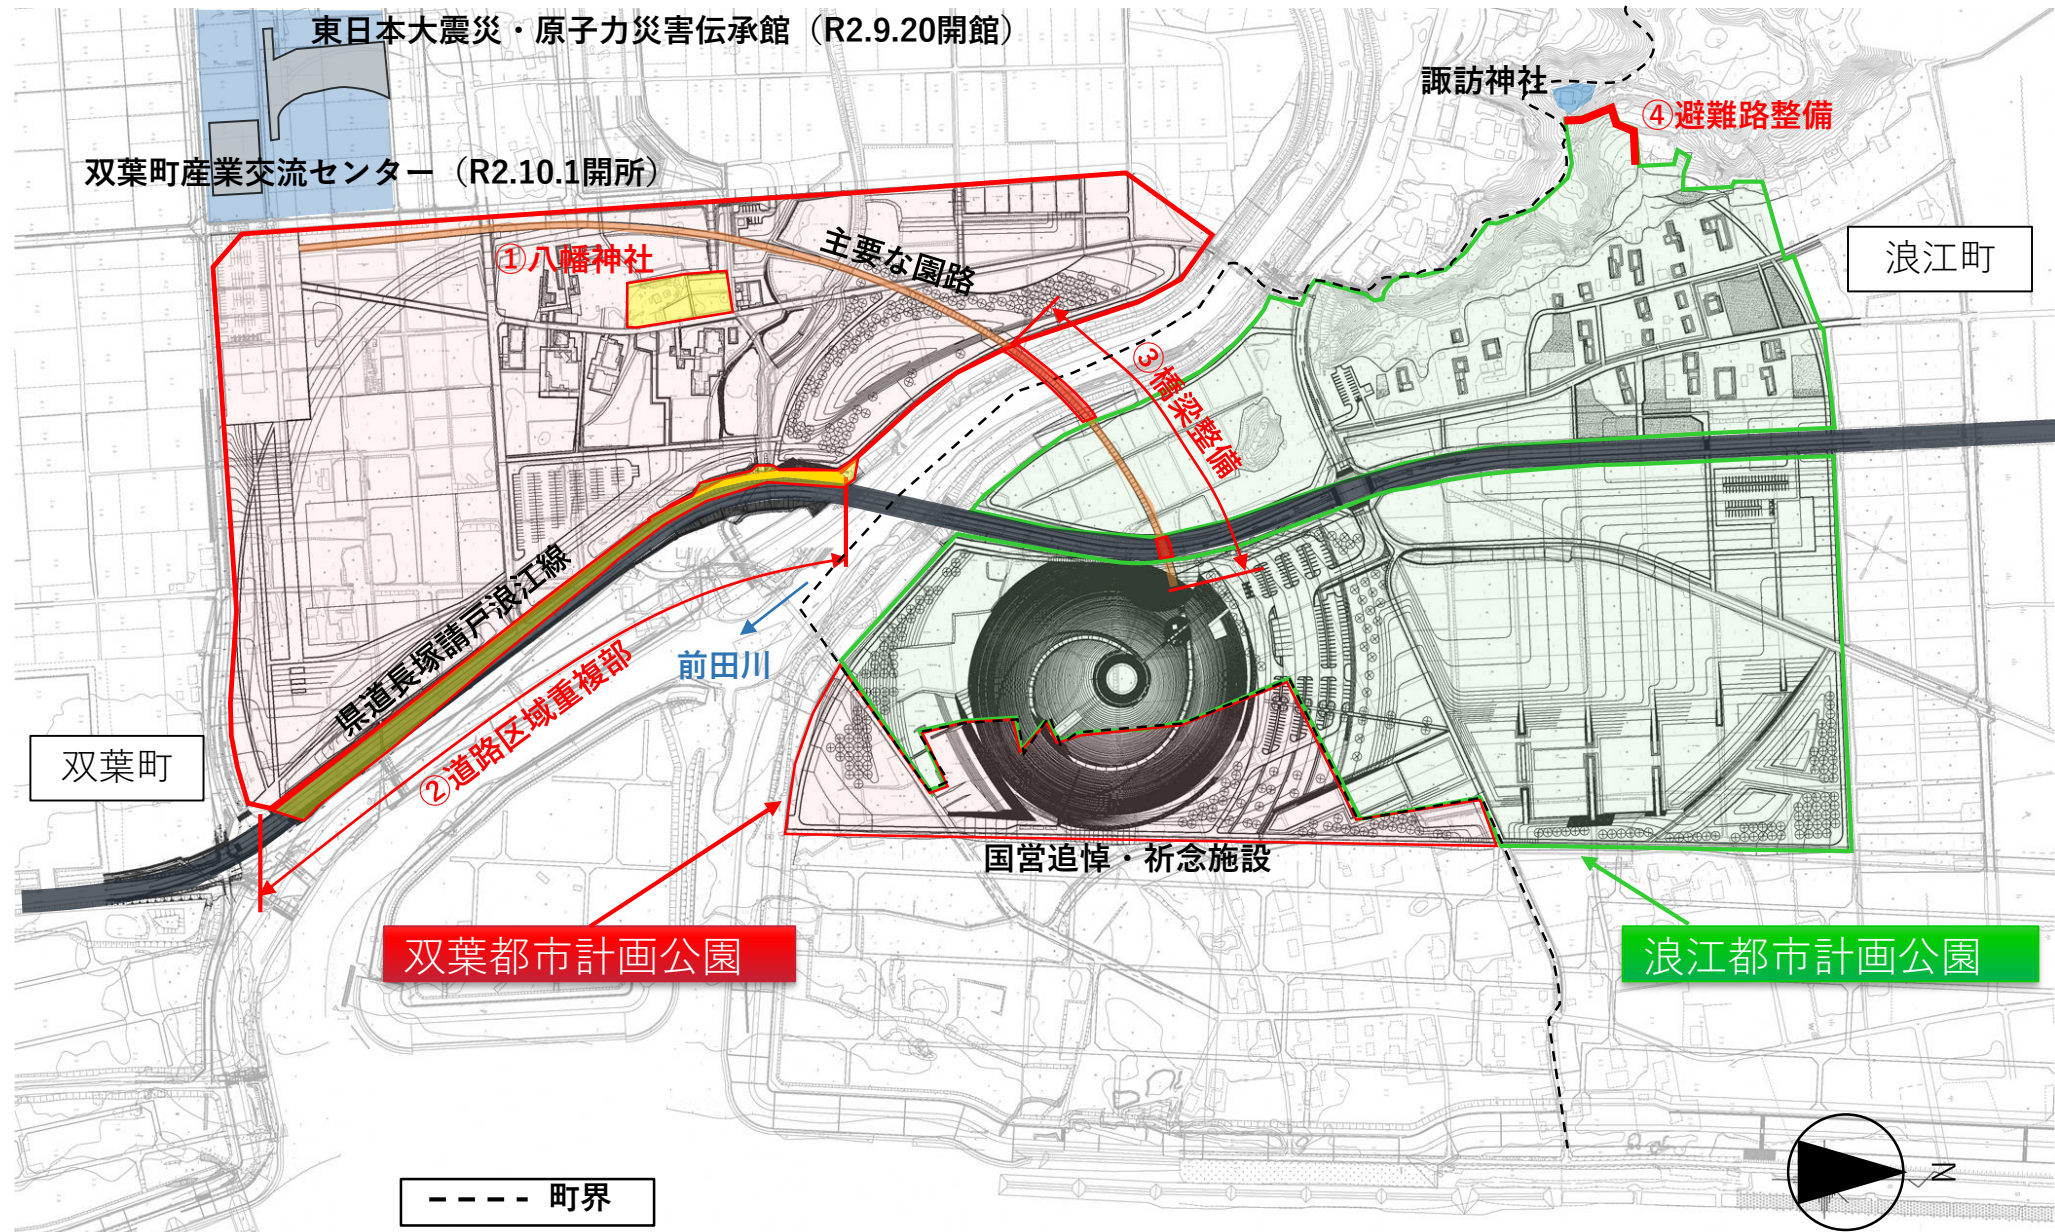 東日本大震災・原子力災害伝承館（R2.9.20開館）
諏訪神社
④避難路整備
双葉町産業交流センター（R2.10.1開所）
①八幡神社
主要な園路
浪江町
③橋梁整備
県道長塚請戸浪江線
②道路区域重複部
前田川
双葉町
国営追悼・祈念施設
双葉都市計画公園
浪江都市計画公園
町界
N